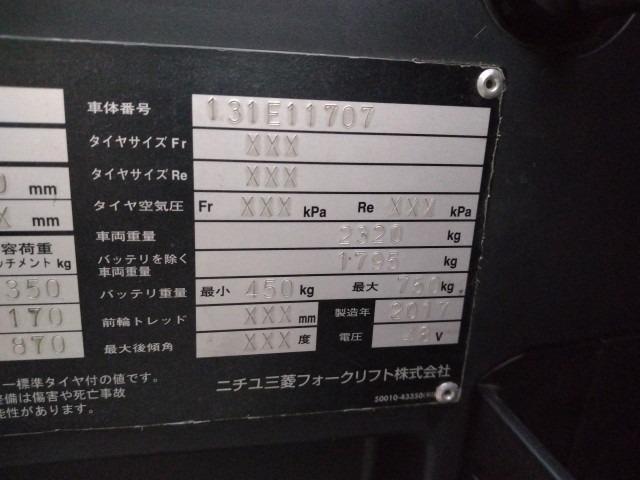 車体番号 131E11707
タイヤサイズ Fr XXX
タイヤサイズ Re XXX
mm
タイヤ空気圧 Fr XXX kPa Re XXX kPa
X mm
車両重量 2320 kg
容荷重
バッテリを除く
車両重量 1795 kg
ッチメント kg
350
バッテリ重量 最小 450 kg 最大 750 kg
170
前輪トレッド XXX mm 製造年 2017
870
最大後傾角 XXX 度 電圧 48 V
ー標準タイヤ付の値です。
整備は傷害や死亡事故
能性があります。
ニチユ三菱フォークリフト株式会社